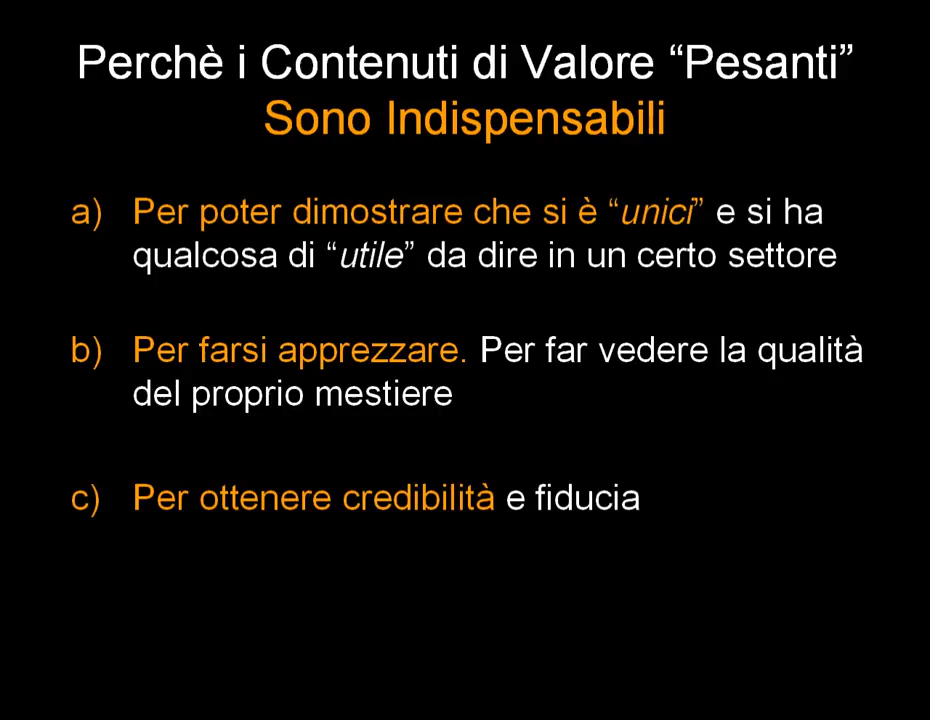 Perchè i Contenuti di Valore “Pesanti”
Sono Indispensabili
a) Per poter dimostrare che si è “unici” e si ha
qualcosa di “utile” da dire in un certo settore
b) Per farsi apprezzare. Per far vedere la qualità
del proprio mestiere
c) Per ottenere credibilità e fiducia